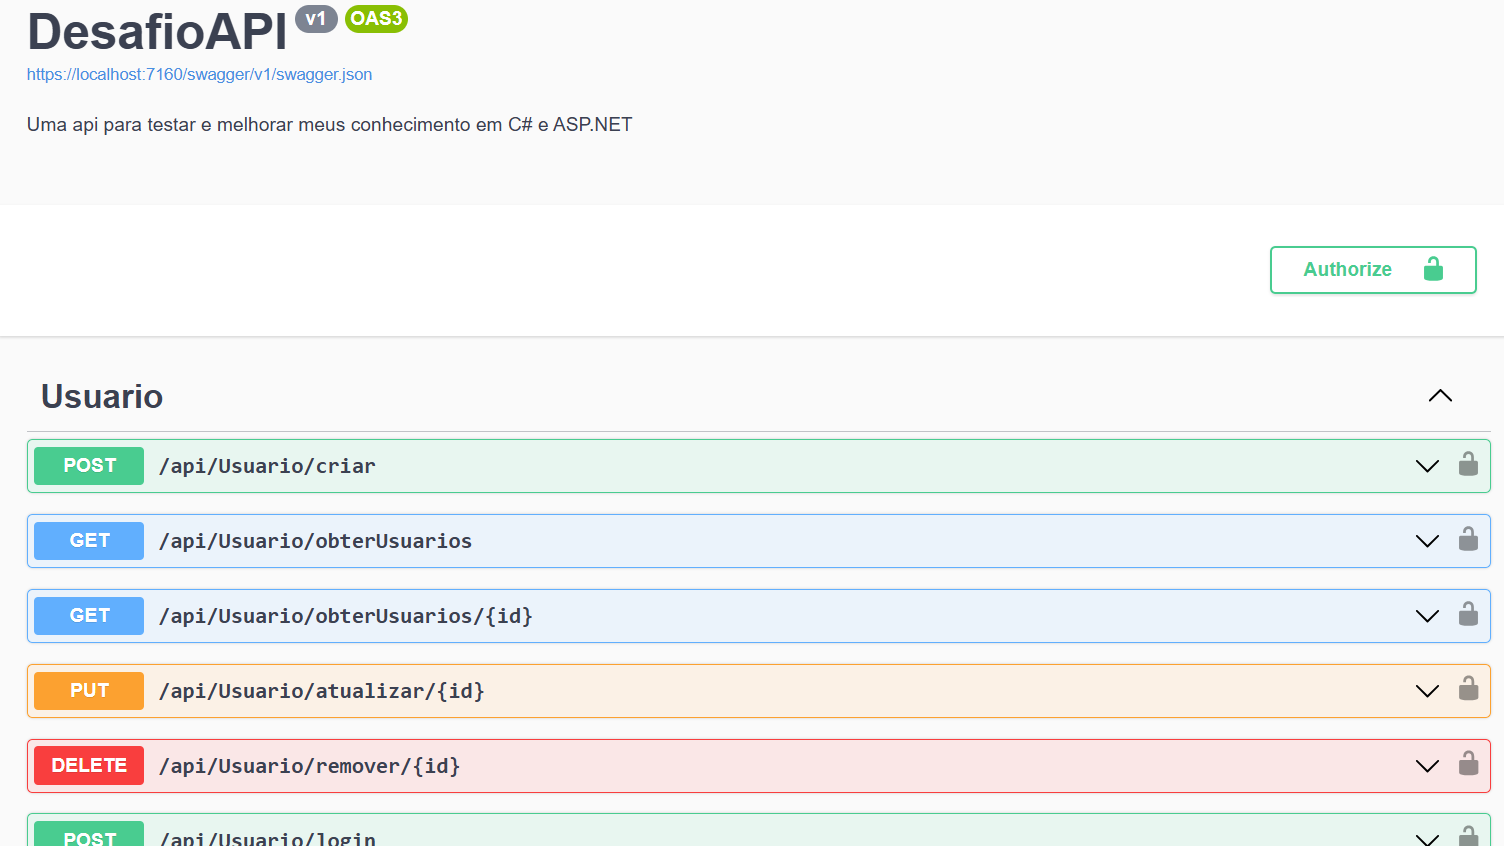 DesafioAPI v1 OAS3
https://localhost:7160/swagger/v1/swagger.json
Uma api para testar e melhorar meus conhecimento em C# e ASP.NET
Authorize
Usuario
POST /api/Usuario/criar
GET /api/Usuario/obterUsuarios
GET /api/Usuario/obterUsuarios/{id}
PUT /api/Usuario/atualizar/{id}
DELETE /api/Usuario/remover/{id}
POST /api/Usuario/login